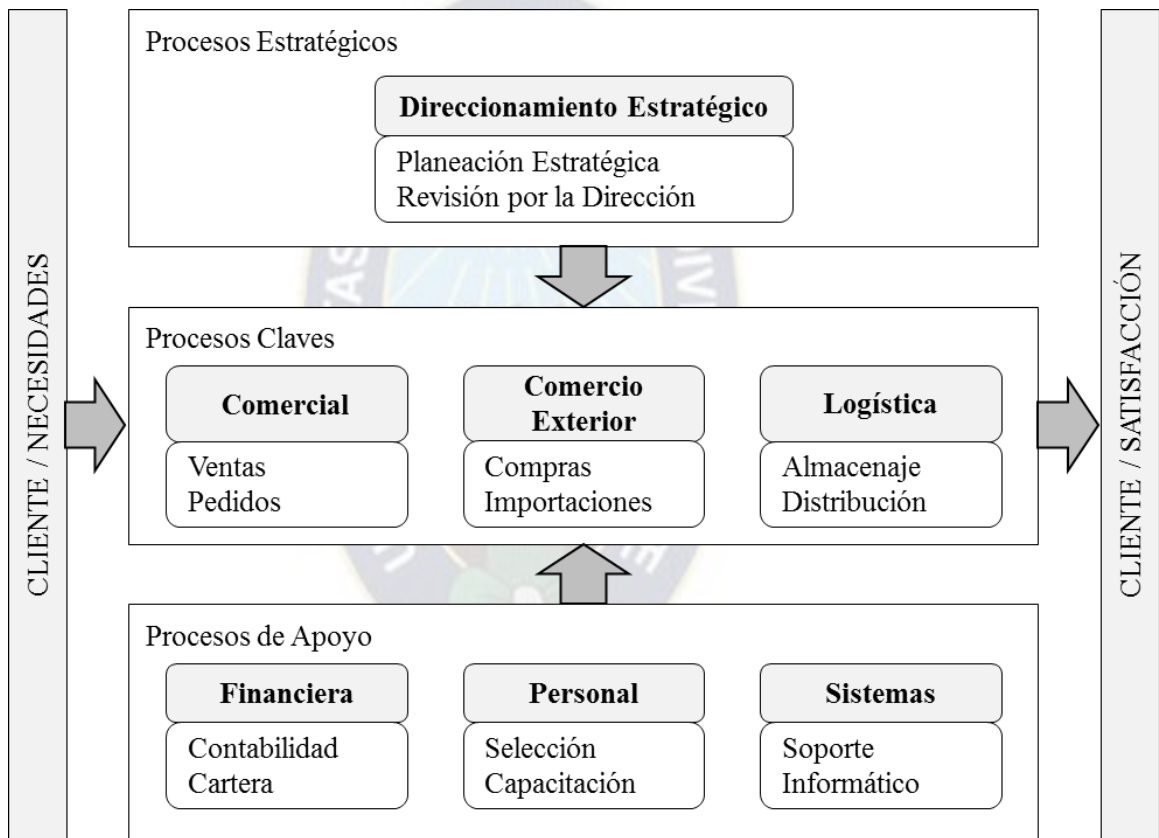 CLIENTE / NECESIDADES
Procesos Estratégicos
Direccionamiento Estratégico
Planeación Estratégica
Revisión por la Dirección
Procesos Claves
Comercial
Ventas
Pedidos
Comercio
Exterior
Compras
Importaciones
Logística
Almacenaje
Distribución
Procesos de Apoyo
Financiera
Contabilidad
Cartera
Personal
Selección
Capacitación
Sistemas
Soporte
Informático
CLIENTE / SATISFACCIÓN